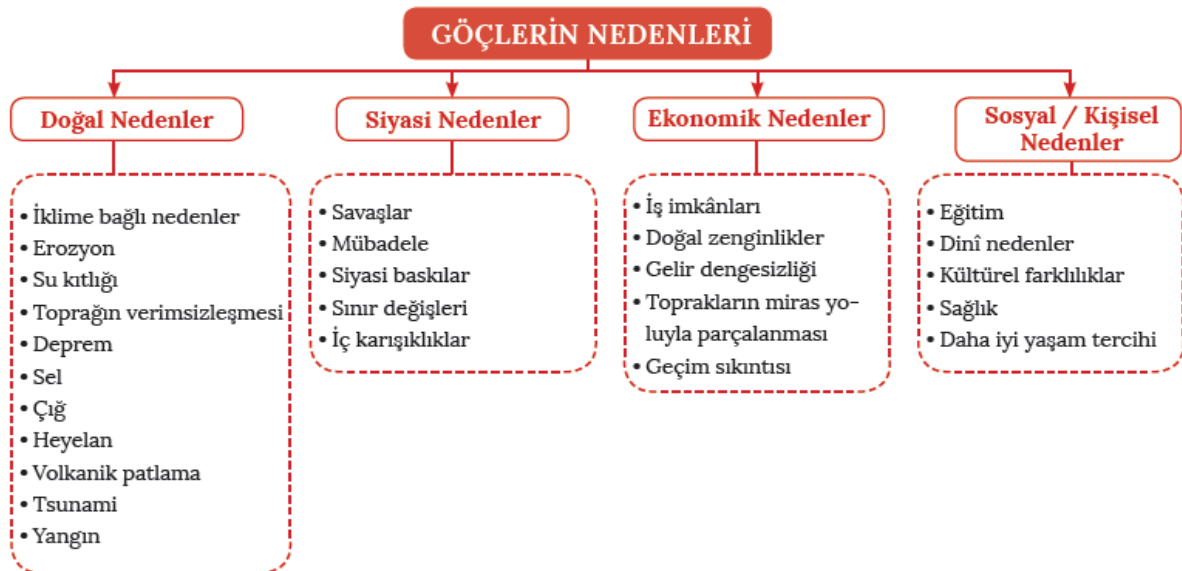 GÖÇLERİN NEDENLERİ
Doğal Nedenler
• İklime bağlı nedenler
• Erozyon
• Su kıtlığı
• Toprağın verimsizleşmesi
• Deprem
• Sel
• Çığ
• Heyelan
• Volkanik patlama
• Tsunami
• Yangın
Siyasi Nedenler
• Savaşlar
• Mübadele
• Siyasi baskılar
• Sınır değişleri
• İç karışıklıklar
Ekonomik Nedenler
• İş imkânları
• Doğal zenginlikler
• Gelir dengesizliği
• Toprakların miras yo-
luyla parçalanması
• Geçim sıkıntısı
Sosyal / Kişisel
Nedenler
• Eğitim
• Dinî nedenler
• Kültürel farklılıklar
• Sağlık
• Daha iyi yaşam tercihi